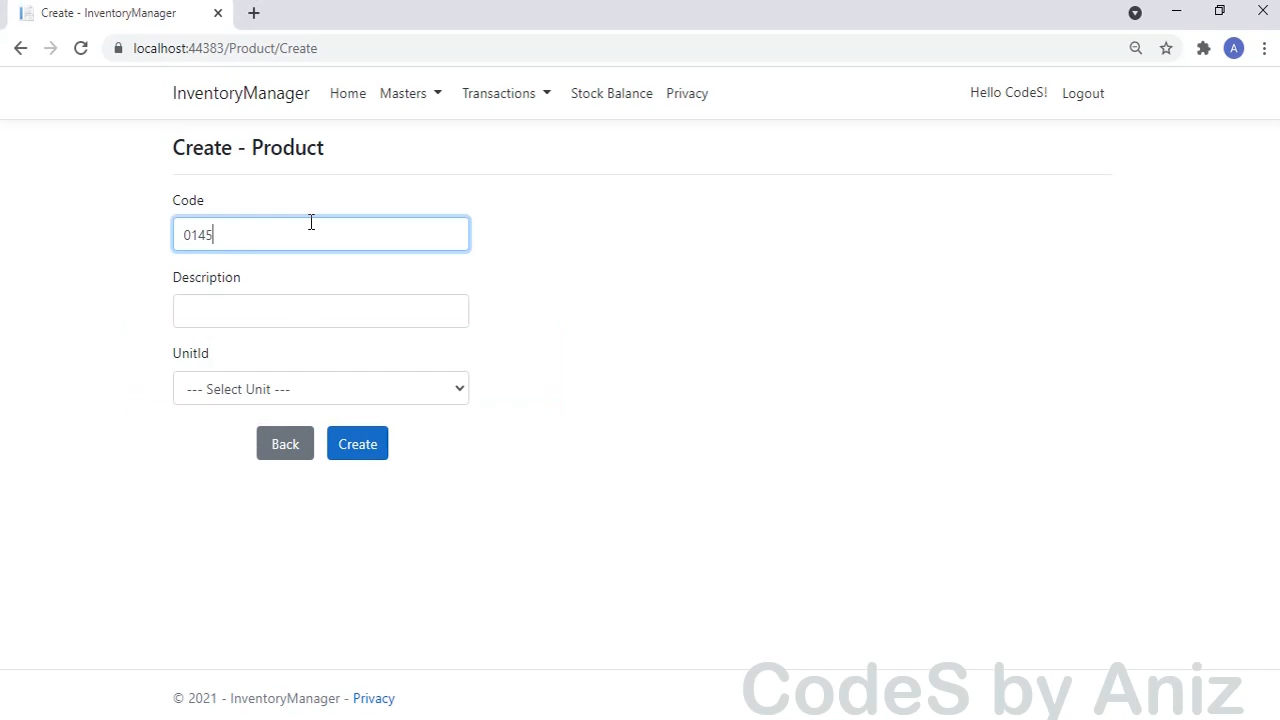 Create - InventoryManager
localhost:44383/Product/Create
A
InventoryManager Home Masters Transactions Stock Balance Privacy Hello CodeS! Logout
Create - Product
Code
0145
Description
UnitId
--- Select Unit ---
Back Create
© 2021 - InventoryManager - Privacy
CodeS by Aniz